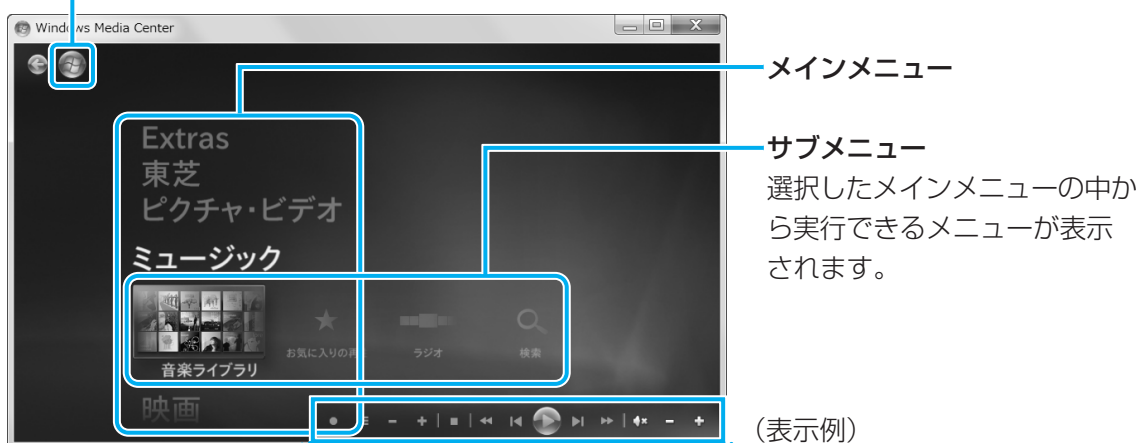 Windows Media Center
メインメニュー
Extras
東芝
ピクチャ・ビデオ
ミュージック
サブメニュー
選択したメインメニューの中か
ら実行できるメニューが表示
されます。
お気に入りの再
ラジオ
検索
音楽ライブラリ
映画
（表示例）